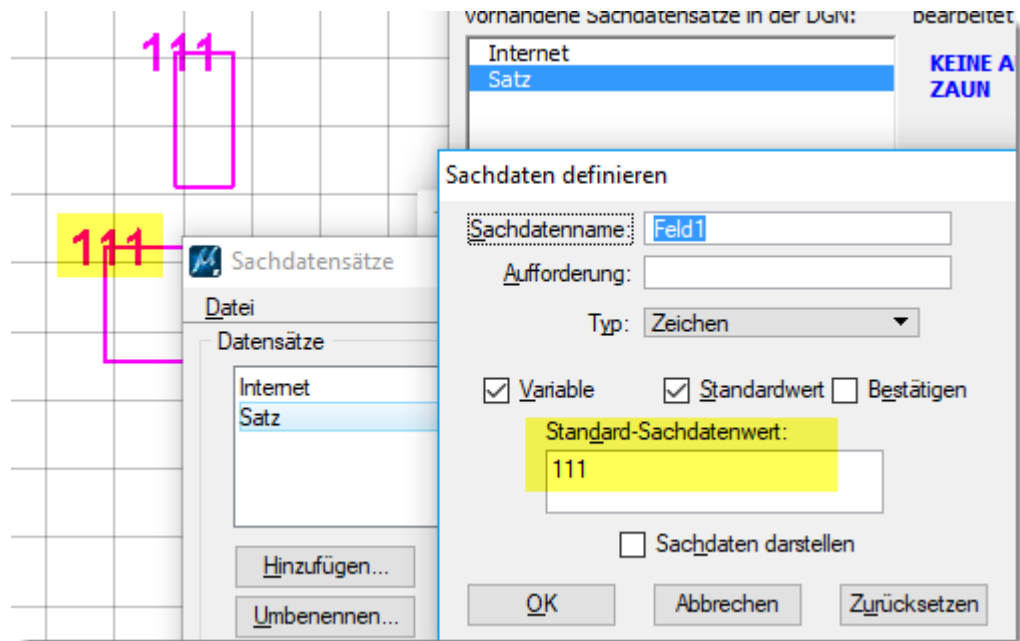 vorhandene Sachdatensätze in der DGN:
bearbeitet
Internet
Satz
KEINE A
ZAUN
111
111
Sachdatensätze
Datei
Datensätze
Internet
Satz
Hinzufügen...
Umbenennen...
Sachdaten definieren
Sachdatenname: Feld1
Aufforderung:
Typ: Zeichen
Variable Standardwert Bestätigen
Standard-Sachdatenwert:
111
Sachdaten darstellen
OK Abbrechen Zurücksetzen